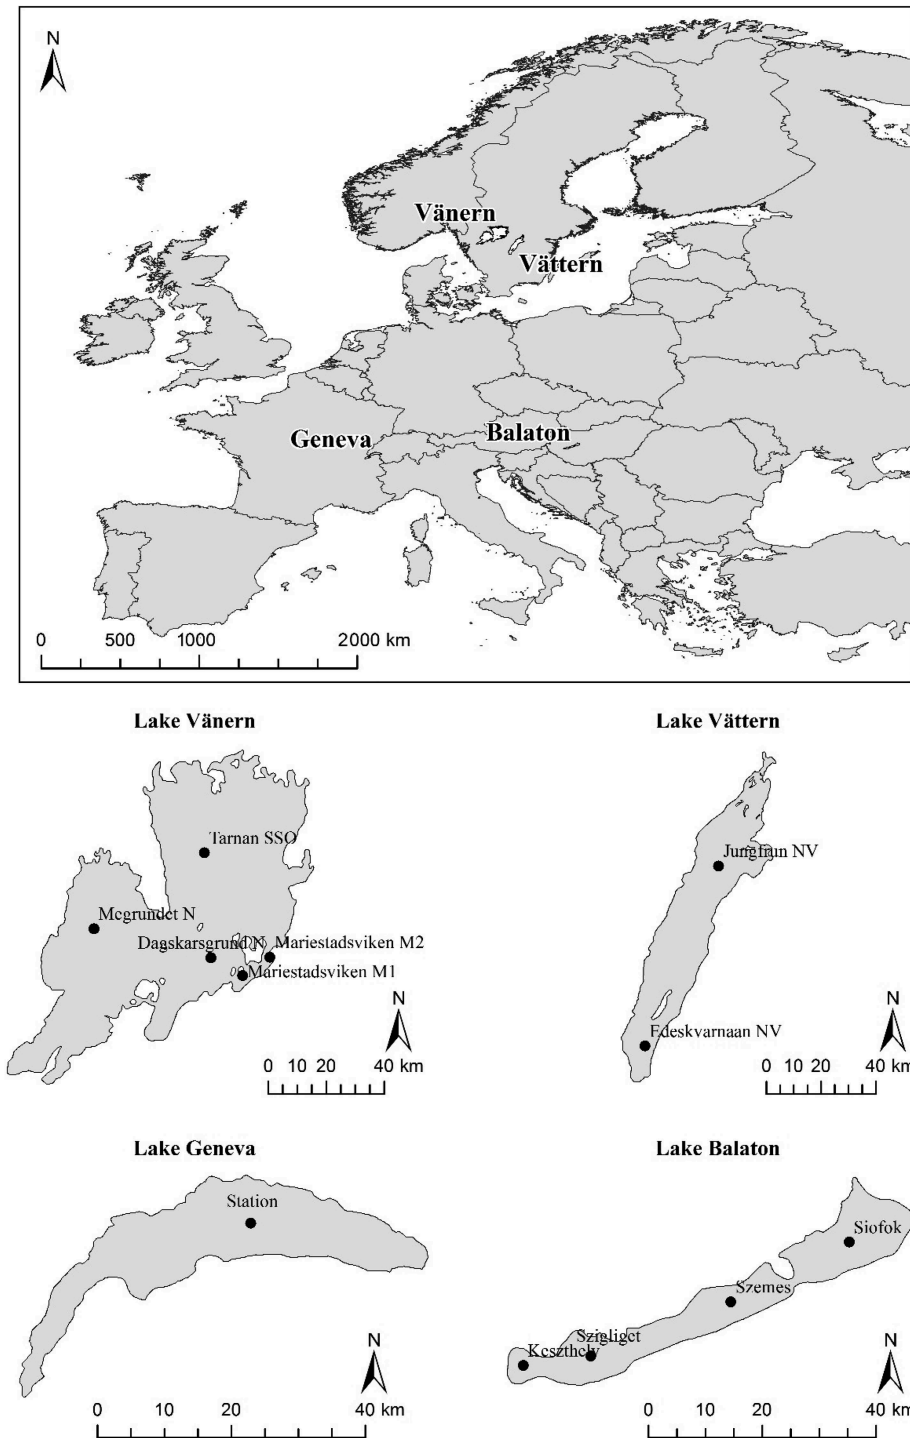 N
Vänern
Vättern
Geneva
Balaton
0 500 1000 2000 km
Lake Vänern
Lake Vättern
Tarnan SSO
Jungfrun NV
Megrundet N
Dagskarsgrund N
Mariestadsviken M2
Mariestadsviken M1
N
0 10 20 40 km
Edeskvarnaan NV
N
0 10 20 40 km
Lake Geneva
Lake Balaton
Station
Siofok
Szemes
Szigliget
Keszthely
N
0 10 20 40 km
N
0 10 20 40 km